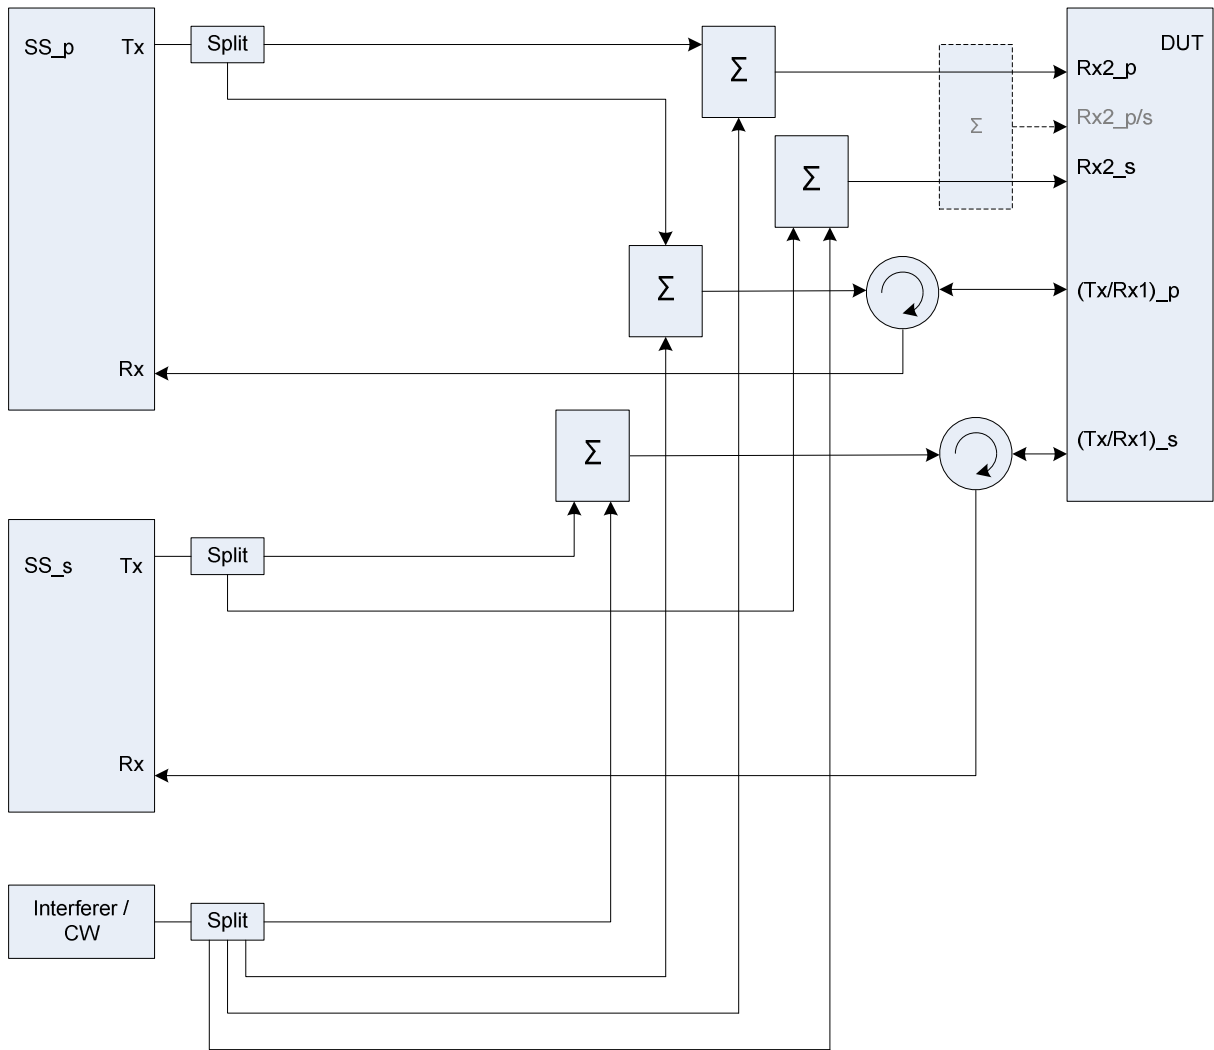 SS_p
Tx
Split
Σ
DUT
Rx2_p
Σ
Rx2_p/s
Σ
Rx2_s
Σ
(Tx/Rx1)_p
Rx
Σ
(Tx/Rx1)_s
SS_s
Tx
Split
Rx
Interferer /
CW
Split